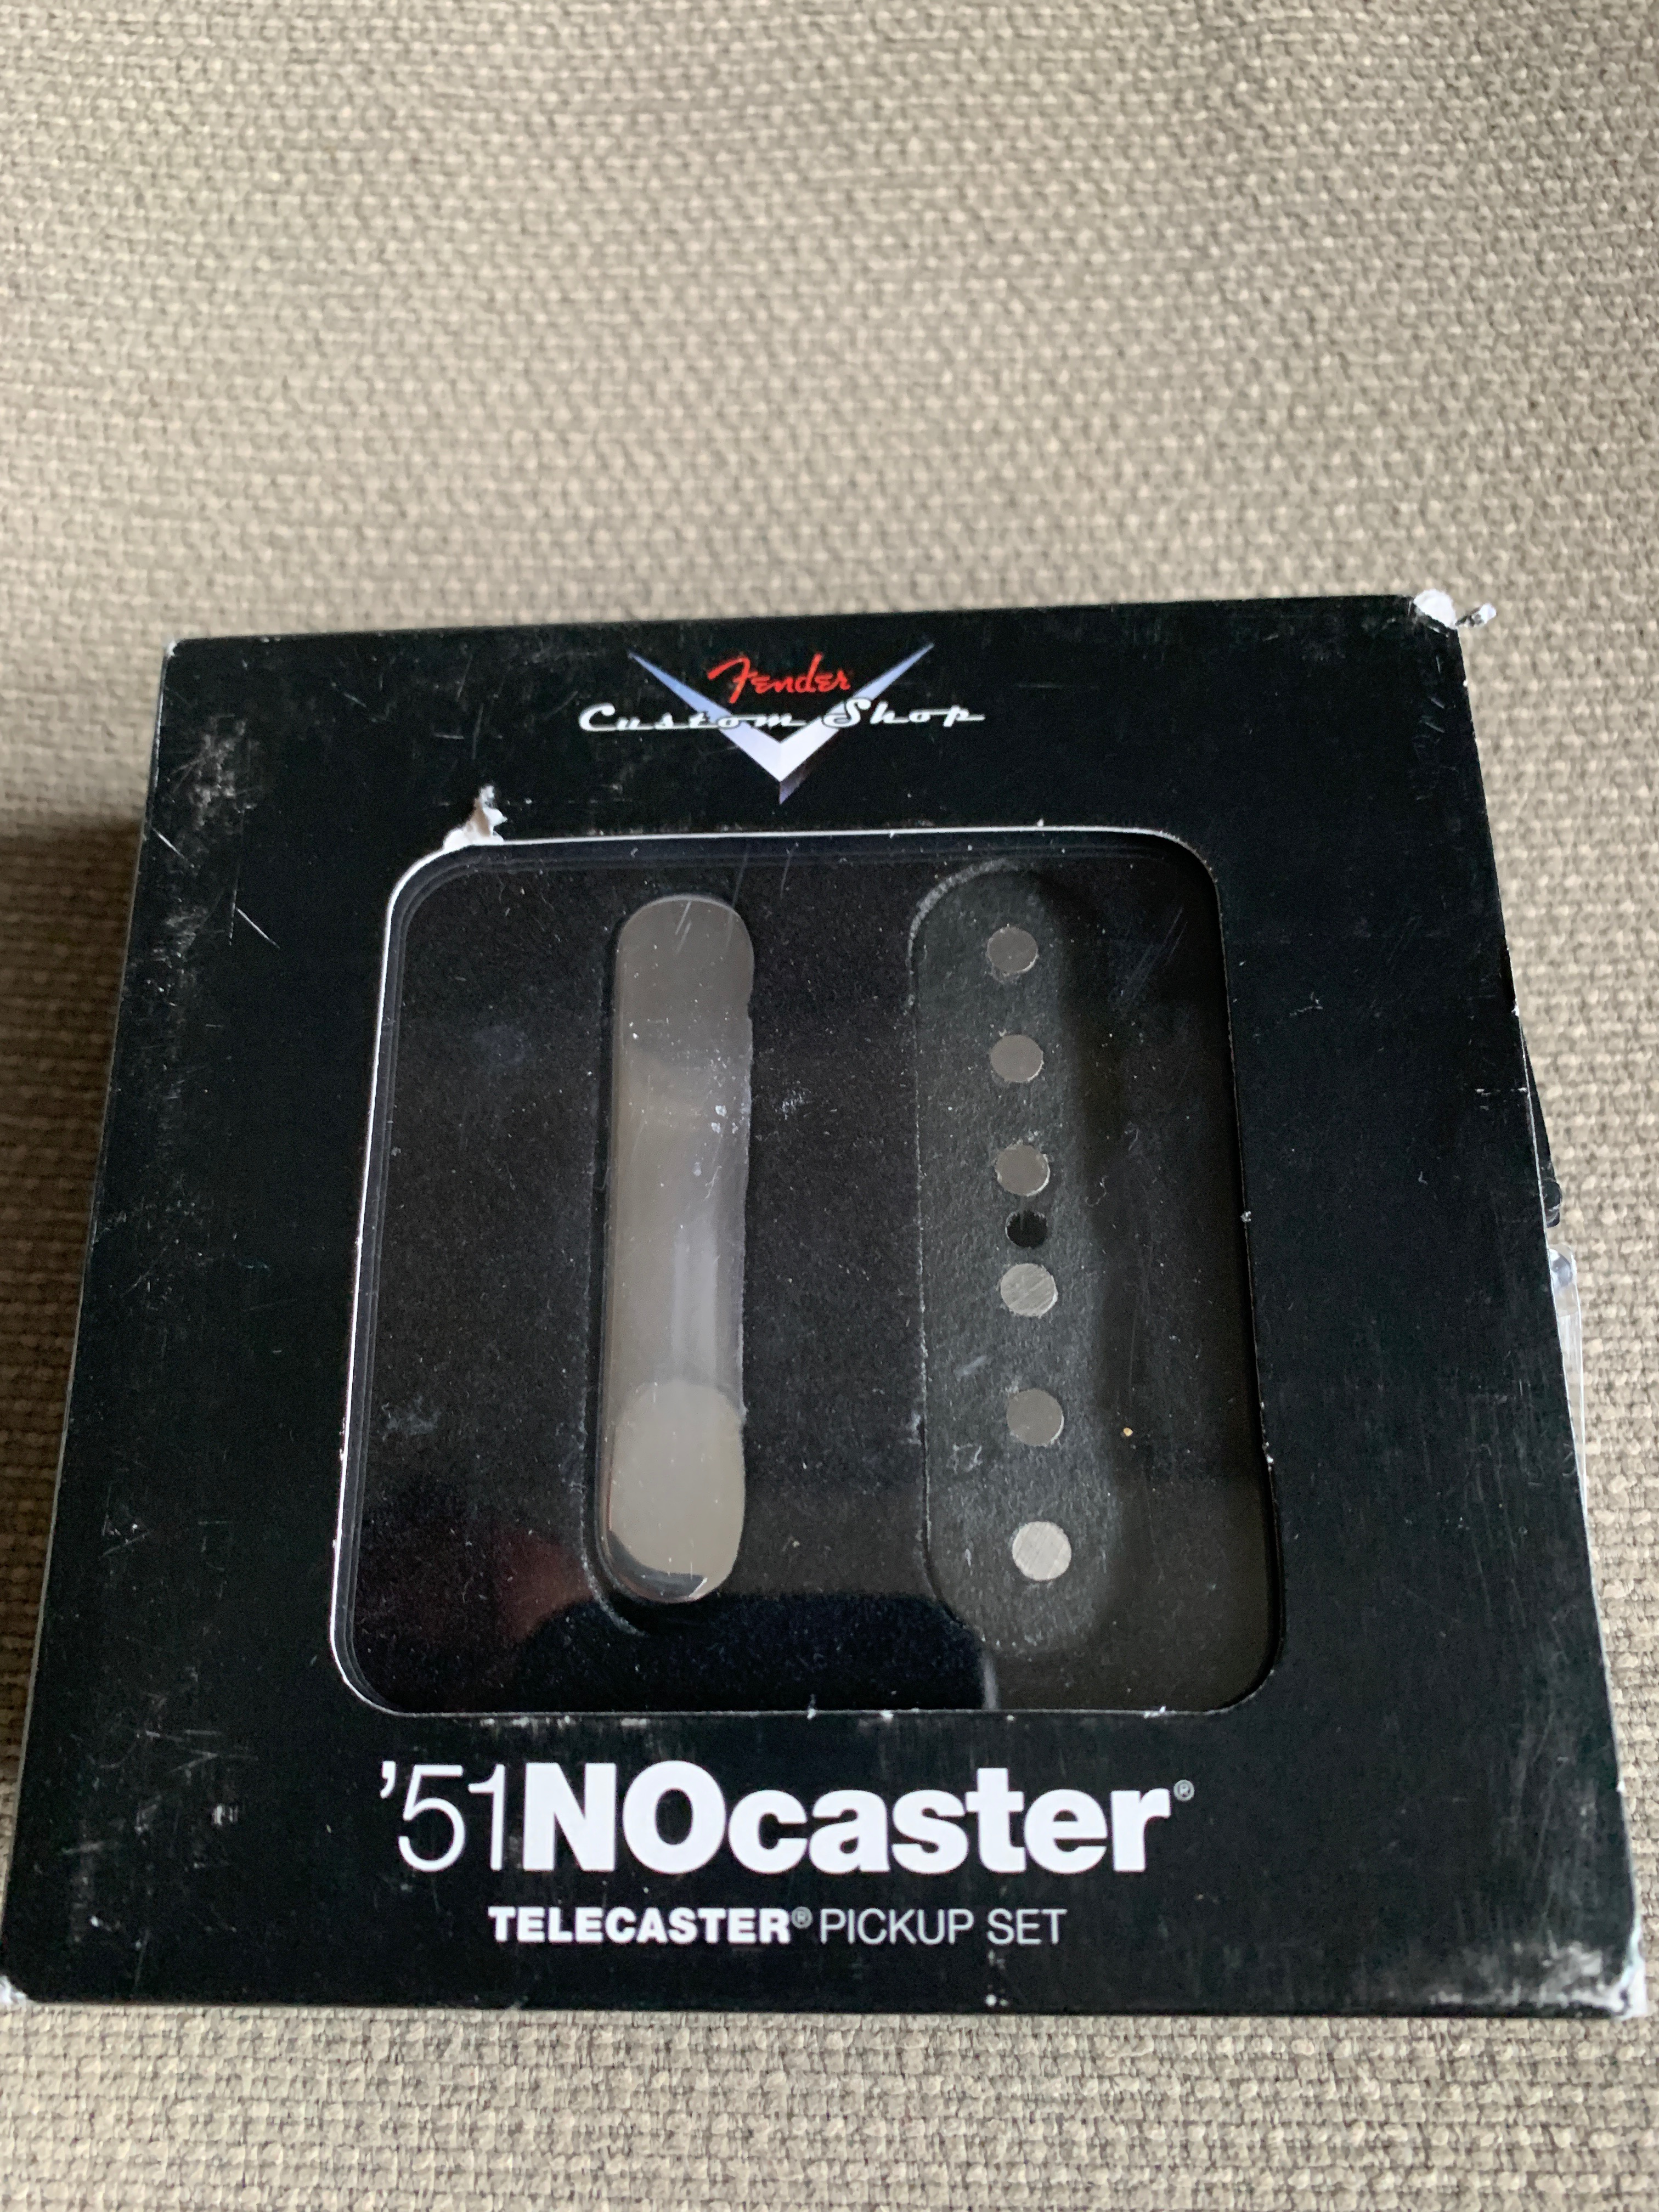 Fender
Custom Shop
'51NOcaster®
TELECASTER® PICKUP SET